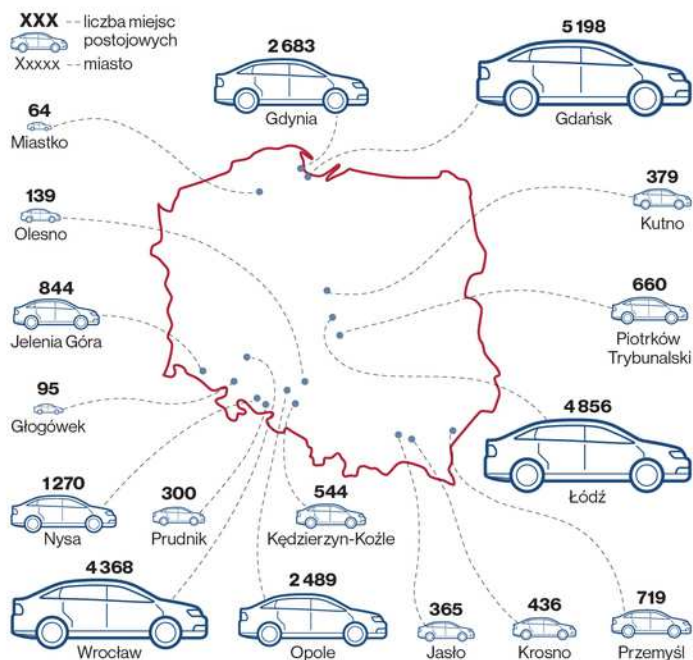 XXX -- liczba miejsc
postojowych
Xxxxx -- miasto
2 683
Gdynia
5 198
Gdańsk
64
Miastko
379
Kutno
139
Olesno
844
Jelenia Góra
660
Piotrków
Trybunalski
95
Głogówek
4 856
Łódź
1 270
Nysa
300
Prudnik
544
Kędzierzyn-Koźle
4 368
Wrocław
2 489
Opole
365
Jasło
436
Krosno
719
Przemyśl